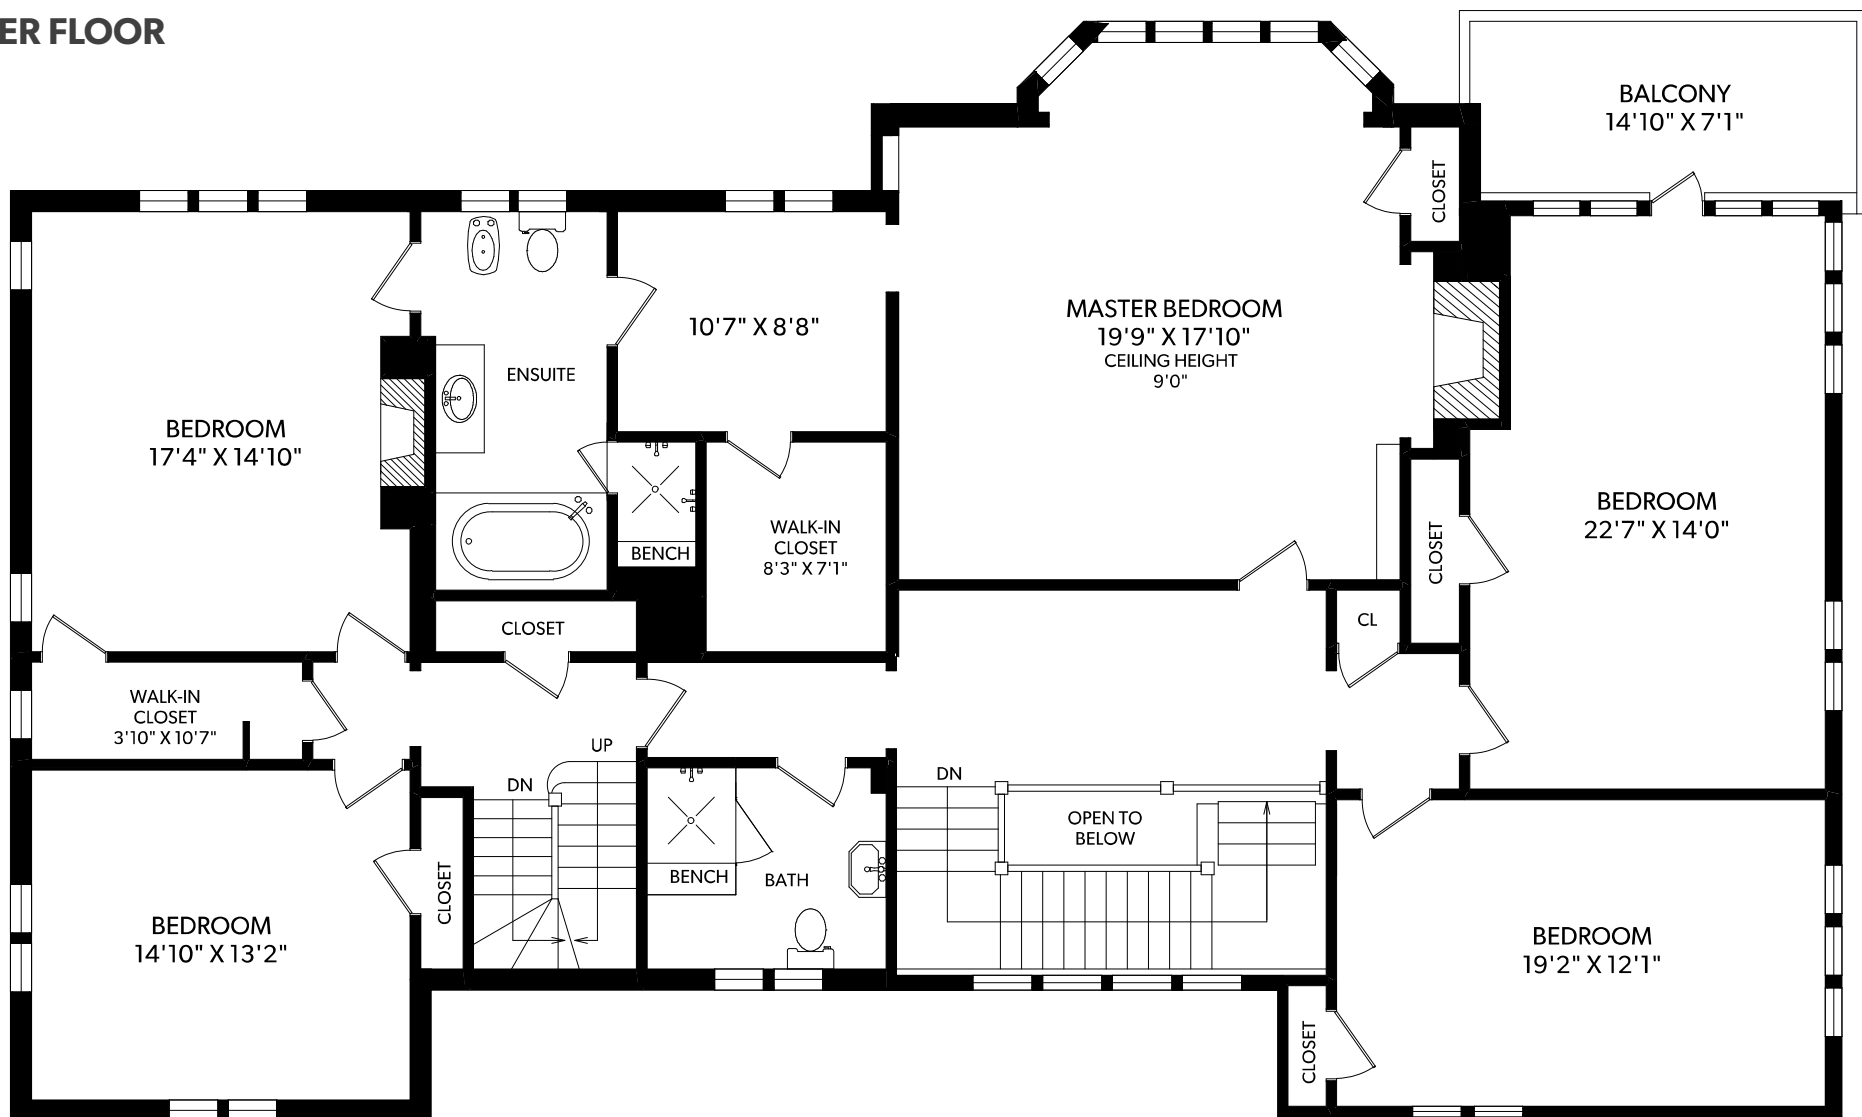 ER FLOOR
BALCONY
14'10" X 7'1"
CLOSET
MASTER BEDROOM
19'9" X 17'10"
CEILING HEIGHT
9'0"
10'7" X 8'8"
ENSUITE
BEDROOM
17'4" X 14'10"
BEDROOM
22'7" X 14'0"
WALK-IN
CLOSET
8'3" X 7'1"
BENCH
CLOSET
CLOSET
CL
WALK-IN
CLOSET
3'10" X 10'7"
UP
DN
DN
OPEN TO
BELOW
BENCH
BATH
CLOSET
BEDROOM
14'10" X 13'2"
BEDROOM
19'2" X 12'1"
CLOSET